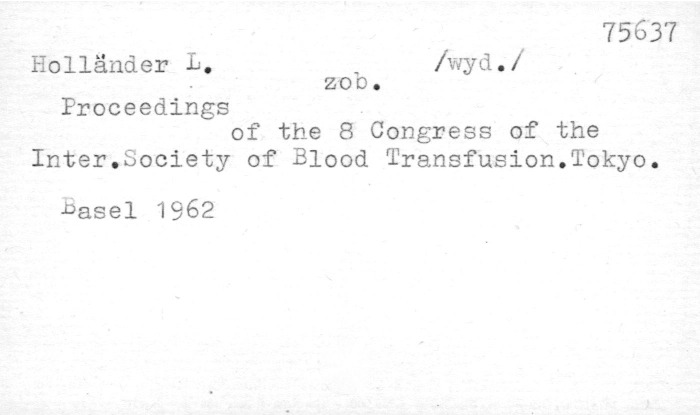 75637
Holländer L. /wyd./
zob.
Proceedings
of the 8 Congress of the
Inter.Society of Blood Transfusion.Tokyo.
Basel 1962